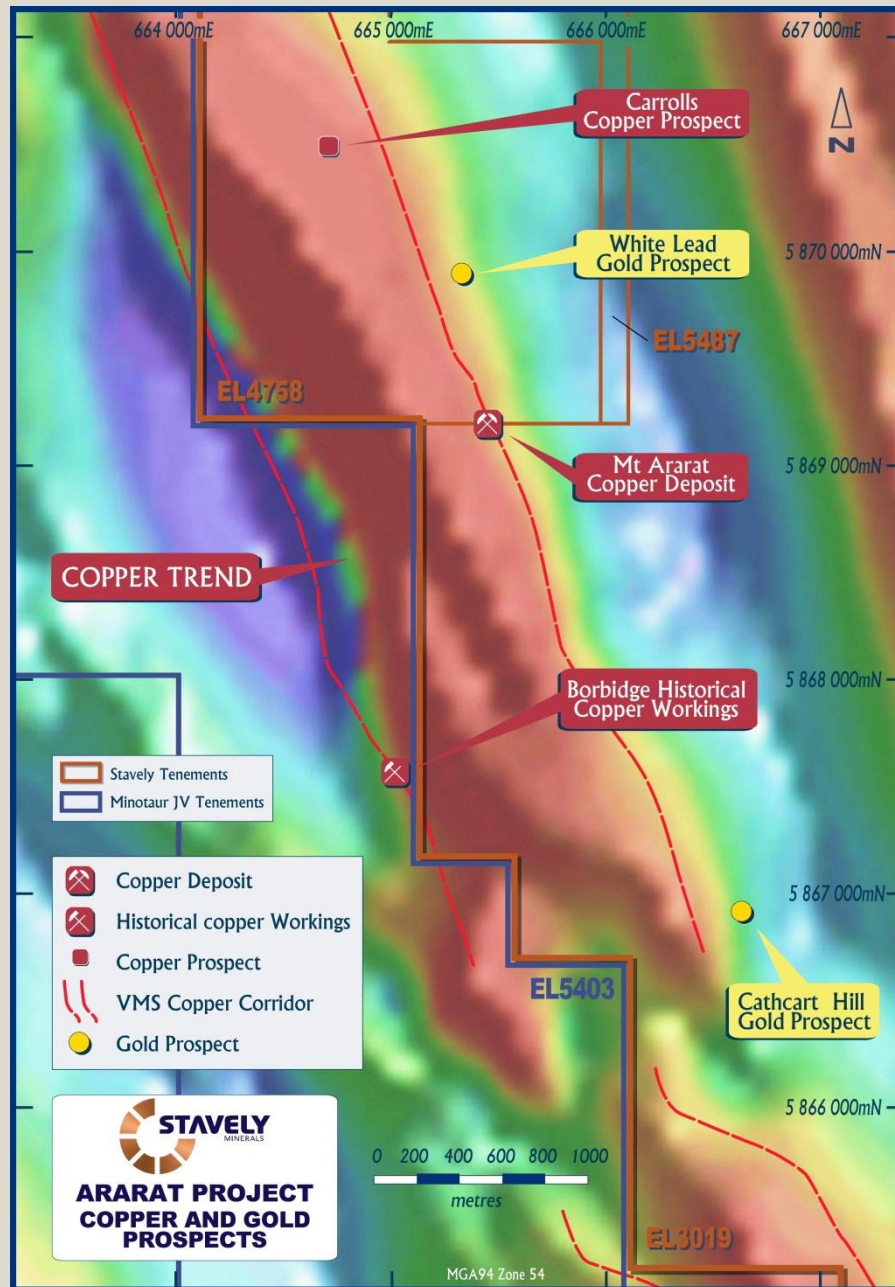 664 000mE
665 000mE
666 000mE
667 000mE
Carrolls
Copper Prospect
N
White Lead
Gold Prospect
5 870 000mN
EL5487
EL4758
Mt Ararat
Copper Deposit
5 869 000mN
COPPER TREND
Borbidge Historical
Copper Workings
5 868 000mN
Stavely Tenements
Minotaur JV Tenements
Copper Deposit
Historical copper Workings
Copper Prospect
VMS Copper Corridor
Gold Prospect
5 867 000mN
EL5403
Cathcart Hill
Gold Prospect
5 866 000mN
STAVELY
MINERALS
ARARAT PROJECT
COPPER AND GOLD
PROSPECTS
0 200 400 600 800 1000
metres
EL3019
MGA94 Zone 54